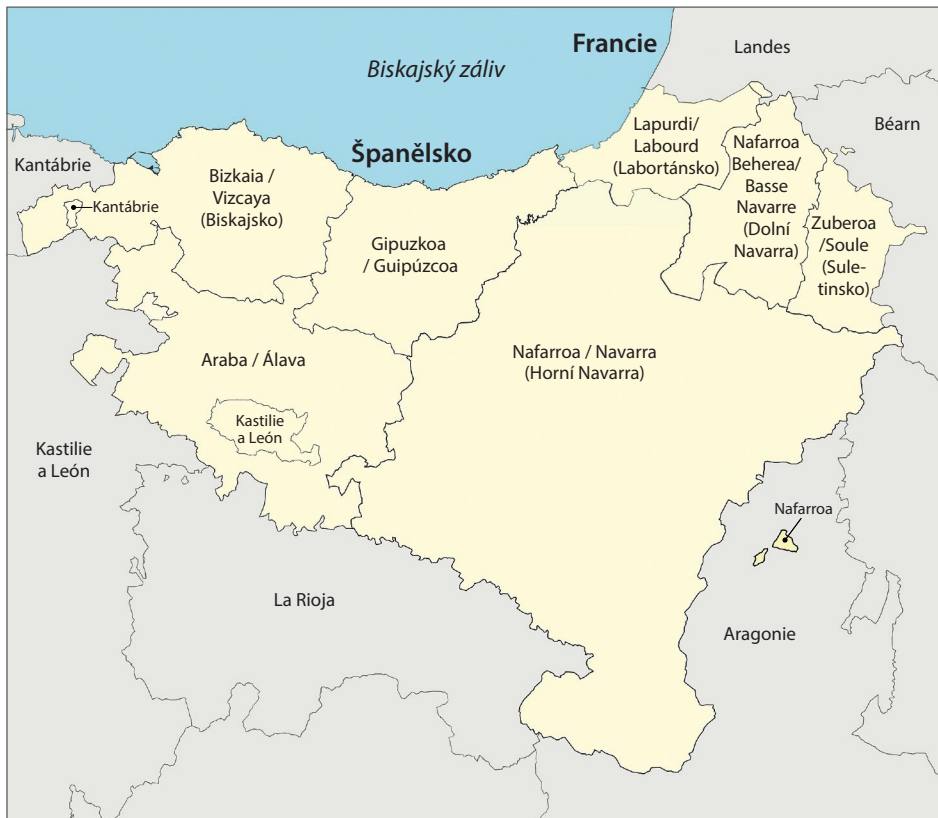 Francie
Landes
Biskajský záliv
Béarn
Lapurdi/
Labourd
(Labortánsko)
Nafarroa
Beherea/
Basse
Navarre
(Dolní
Navarra)
Španělsko
Kantábrie
Bizkaia /
Vizcaya
(Biskajsko)
Kantábrie
Zuberoa
/Soule
(Sule-
tinsko)
Gipuzkoa
/ Guipúzcoa
Araba / Álava
Nafarroa / Navarra
(Horní Navarra)
Kastilie
a León
Kastilie
a León
Nafarroa
La Rioja
Aragonie